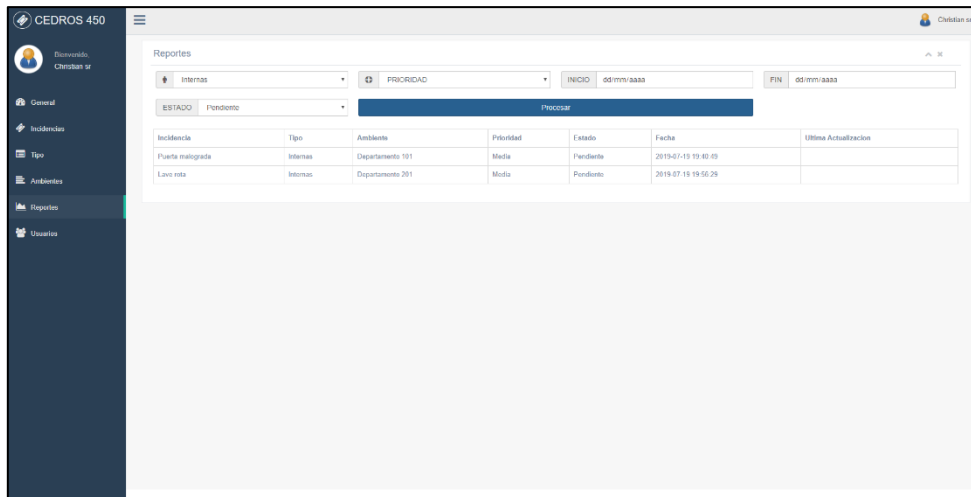 CEDROS 450
Christian sr
Bienvenido,
Christian sr
General
Incidencias
Tipo
Ambientes
Reportes
Usuarios
Reportes
Internas
PRIORIDAD
INICIO dd/mm/aaaa
FIN dd/mm/aaaa
ESTADO Pendiente
Procesar
Incidencia Tipo Ambiente Prioridad Estado Fecha Ultima Actualizacion
Puerta malograda Internas Departamento 101 Media Pendiente 2019-07-19 19:40:49
Lave rota Internas Departamento 201 Media Pendiente 2019-07-19 19:56:29